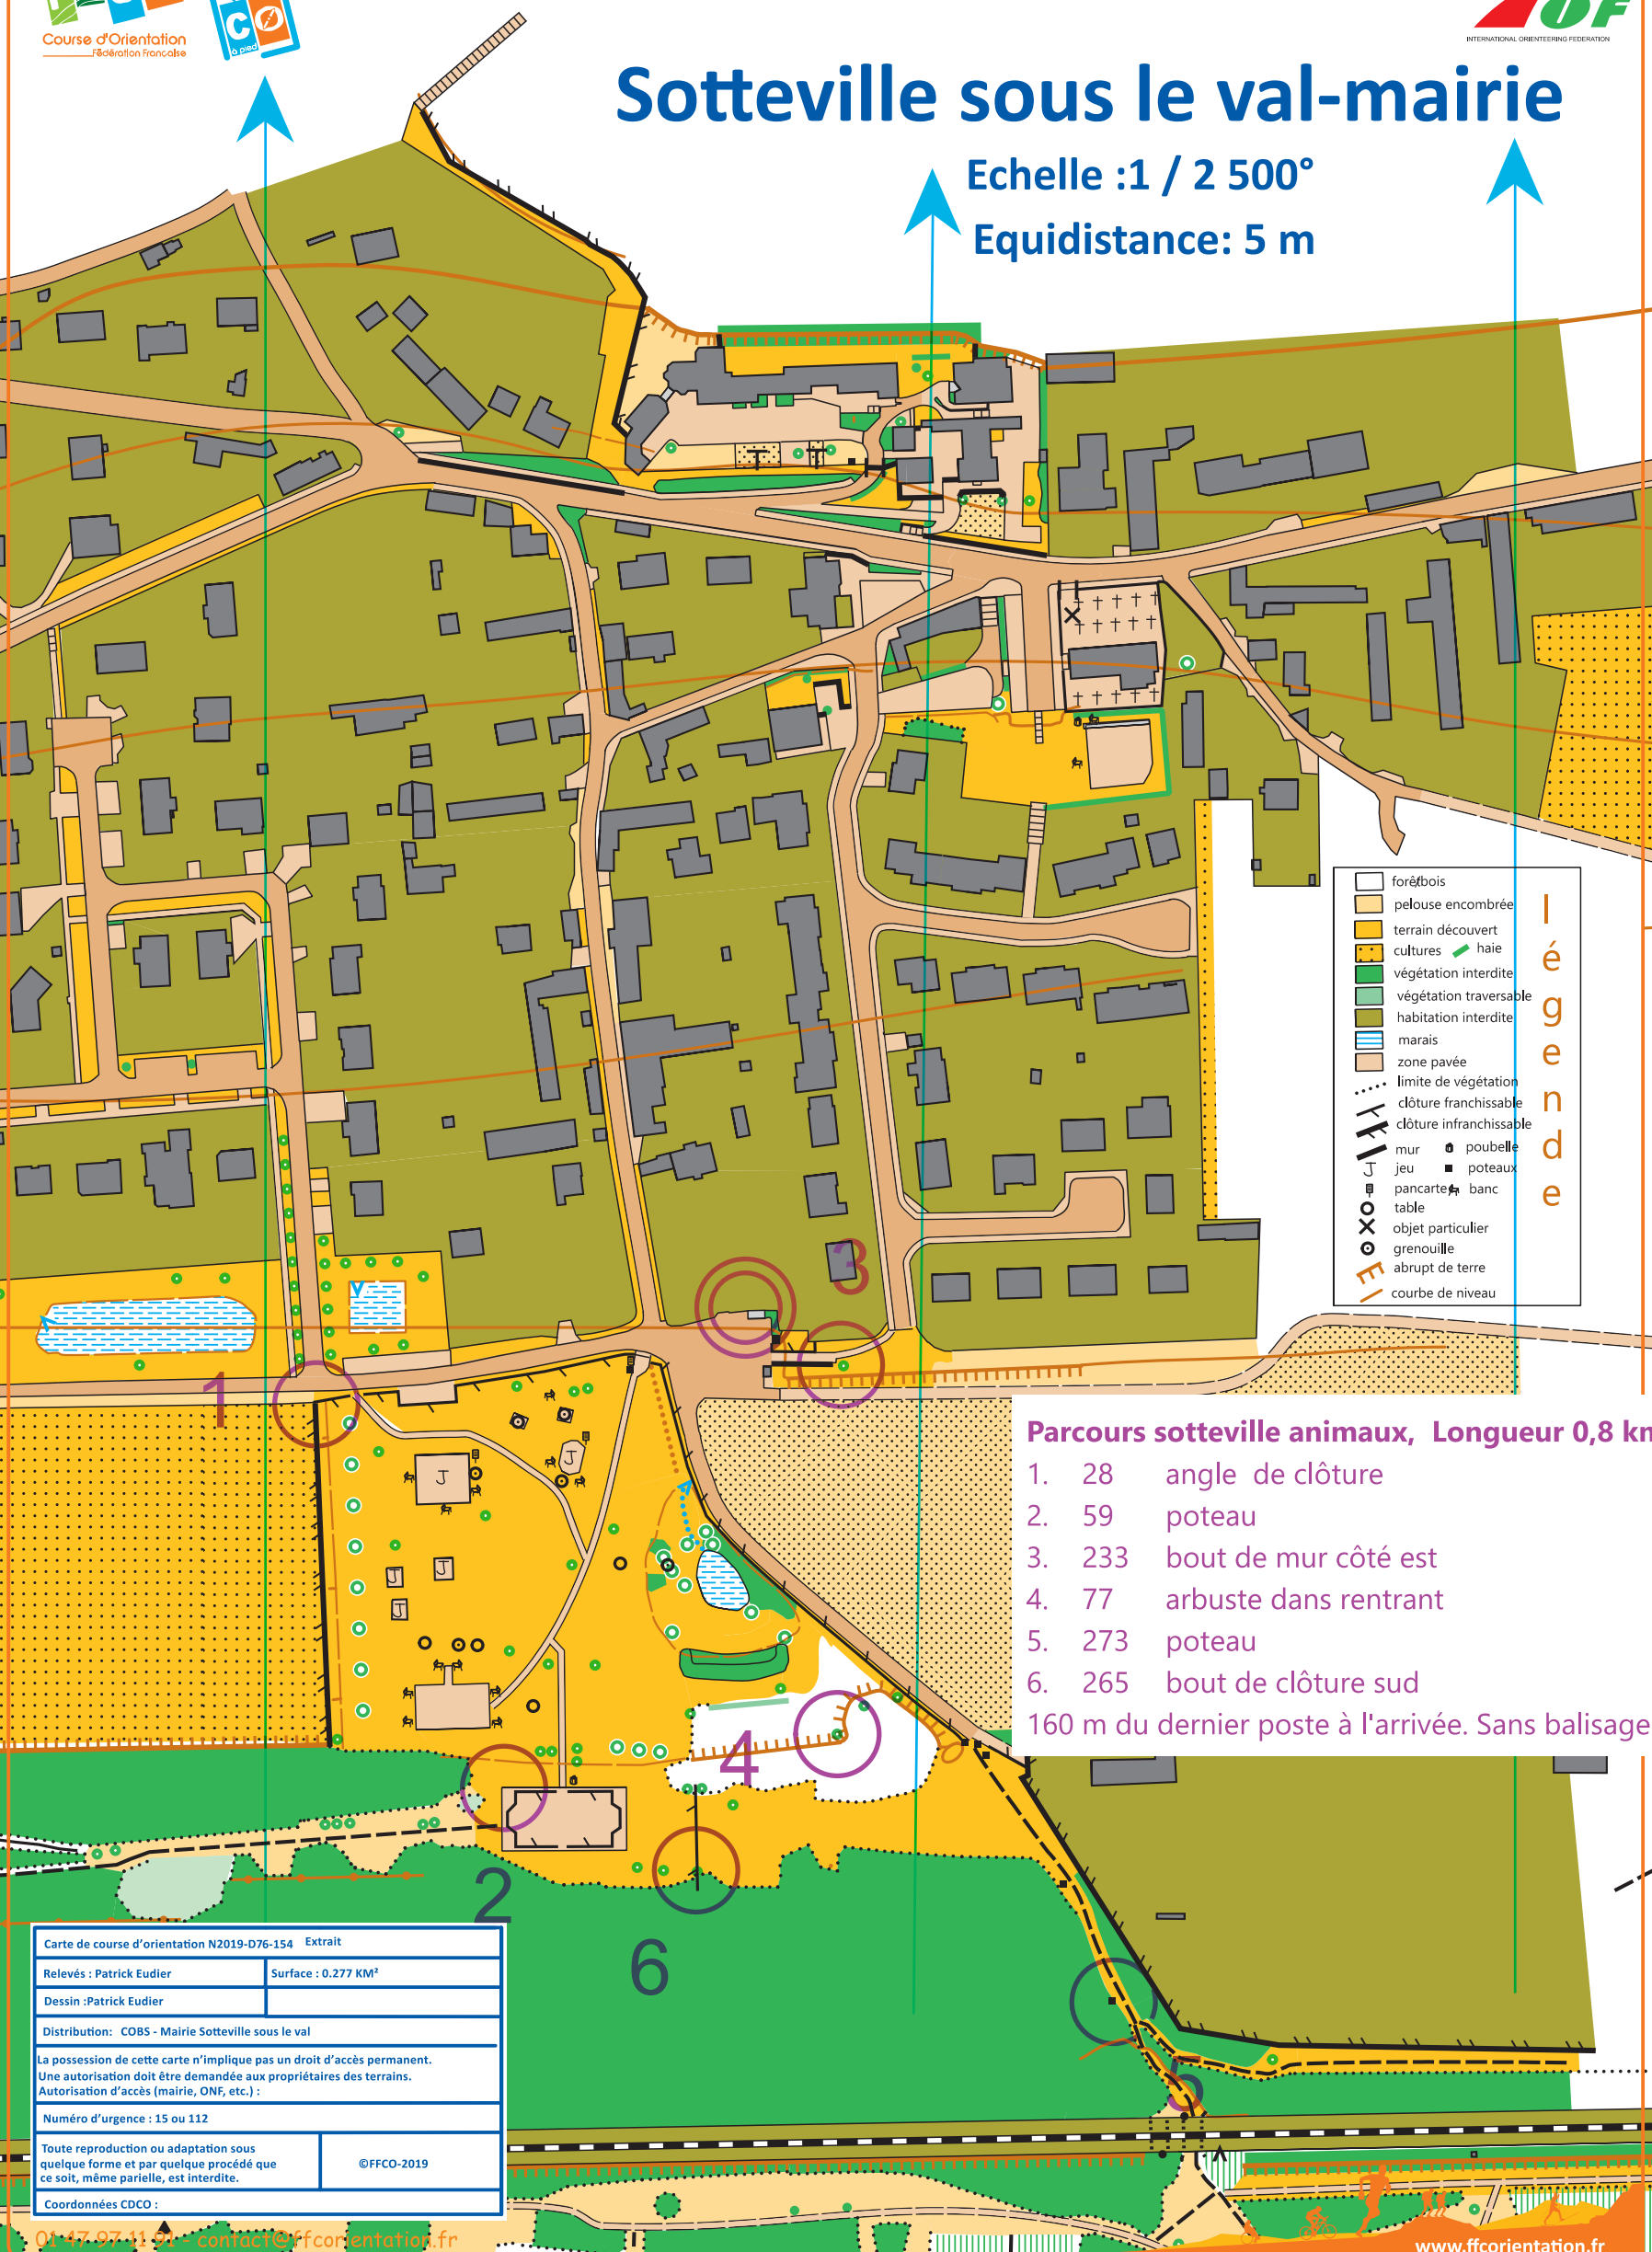 Course d'Orientation
Fédération Française
CO
à pied
IOF
INTERNATIONAL ORIENTEERING FEDERATION
Sotteville sous le val-mairie
Echelle :1 / 2 500°
Equidistance: 5 m
légende
forêt/bois
pelouse encombrée
terrain découvert
cultures haie
végétation interdite
végétation traversable
habitation interdite
marais
zone pavée
limite de végétation
clôture franchissable
clôture infranchissable
mur poubelle
jeu poteaux
pancarte banc
table
objet particulier
grenouille
abrupt de terre
courbe de niveau
3
1
J
J
J
J
J
4
2
6
5
Parcours sotteville animaux, Longueur 0,8 km
1. 28 angle de clôture
2. 59 poteau
3. 233 bout de mur côté est
4. 77 arbuste dans rentrant
5. 273 poteau
6. 265 bout de clôture sud
160 m du dernier poste à l'arrivée. Sans balisage
Carte de course d'orientation N2019-D76-154 Extrait
Relevés : Patrick Eudier Surface : 0.277 KM²
Dessin :Patrick Eudier
Distribution: COBS - Mairie Sotteville sous le val
La possession de cette carte n'implique pas un droit d'accès permanent.
Une autorisation doit être demandée aux propriétaires des terrains.
Autorisation d'accès (mairie, ONF, etc.) :
Numéro d'urgence : 15 ou 112
Toute reproduction ou adaptation sous
quelque forme et par quelque procédé que
ce soit, même parielle, est interdite.
©FFCO-2019
Coordonnées CDCO :
01 47 97 11 91 - contact@ffcorientation.fr
www.ffcorientation.fr